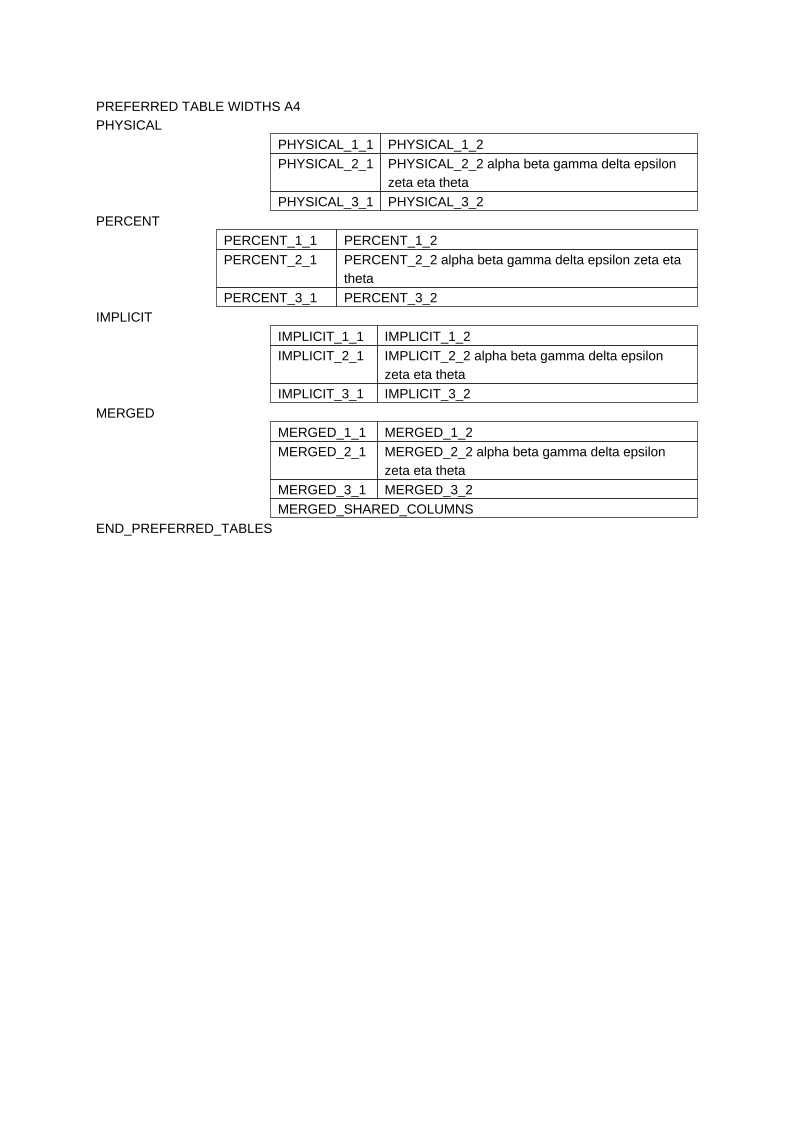 PREFERRED TABLE WIDTHS A4
PHYSICAL
PHYSICAL_1_1 PHYSICAL_1_2
PHYSICAL_2_1 PHYSICAL_2_2 alpha beta gamma delta epsilon
zeta eta theta
PHYSICAL_3_1 PHYSICAL_3_2
PERCENT
PERCENT_1_1 PERCENT_1_2
PERCENT_2_1 PERCENT_2_2 alpha beta gamma delta epsilon zeta eta
theta
PERCENT_3_1 PERCENT_3_2
IMPLICIT
IMPLICIT_1_1 IMPLICIT_1_2
IMPLICIT_2_1 IMPLICIT_2_2 alpha beta gamma delta epsilon
zeta eta theta
IMPLICIT_3_1 IMPLICIT_3_2
MERGED
MERGED_1_1 MERGED_1_2
MERGED_2_1 MERGED_2_2 alpha beta gamma delta epsilon
zeta eta theta
MERGED_3_1 MERGED_3_2
MERGED_SHARED_COLUMNS
END_PREFERRED_TABLES